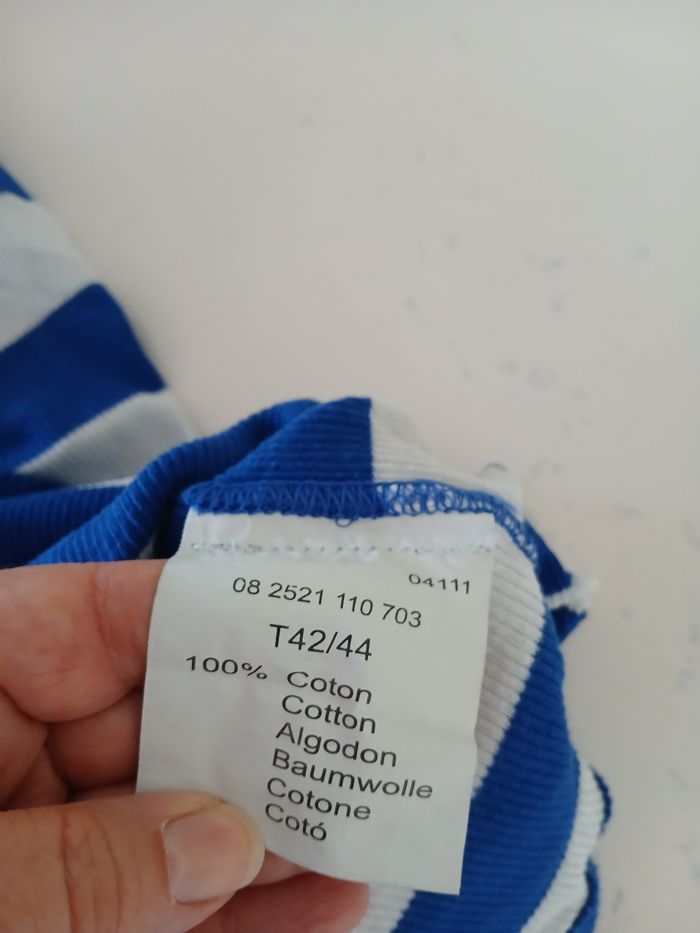 04111
08 2521 110 703
T42/44
100% Coton
Cotton
Algodon
Baumwolle
Cotone
Cotó